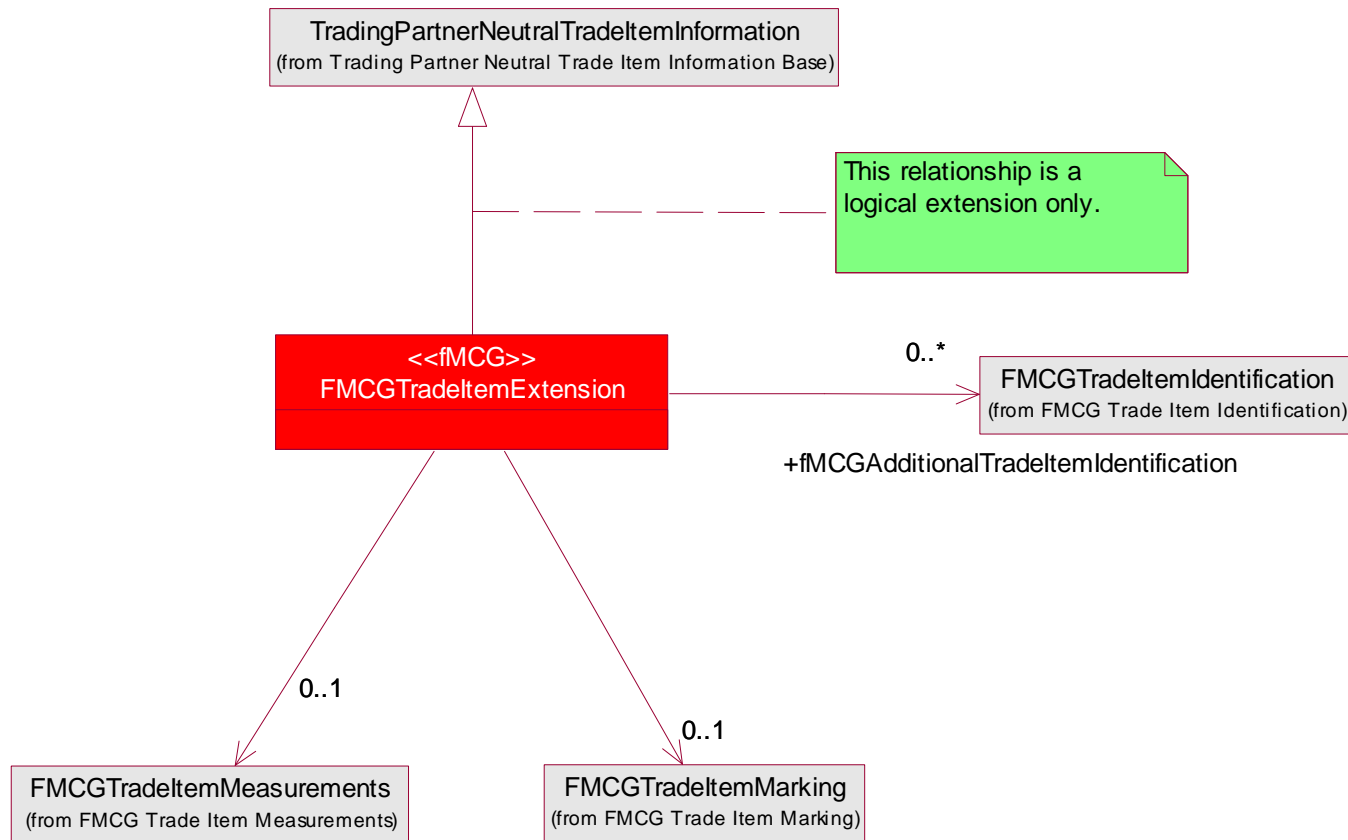 TradingPartnerNeutralTradeItemInformation
(from Trading Partner Neutral Trade Item Information Base)
This relationship is a
logical extension only.
<<fMCG>>
FMCGTradeItemExtension
0..*
FMCGTradeItemIdentification
(from FMCG Trade Item Identification)
+fMCGAdditionalTradeItemIdentification
0..1
0..1
FMCGTradeItemMeasurements
(from FMCG Trade Item Measurements)
FMCGTradeItemMarking
(from FMCG Trade Item Marking)